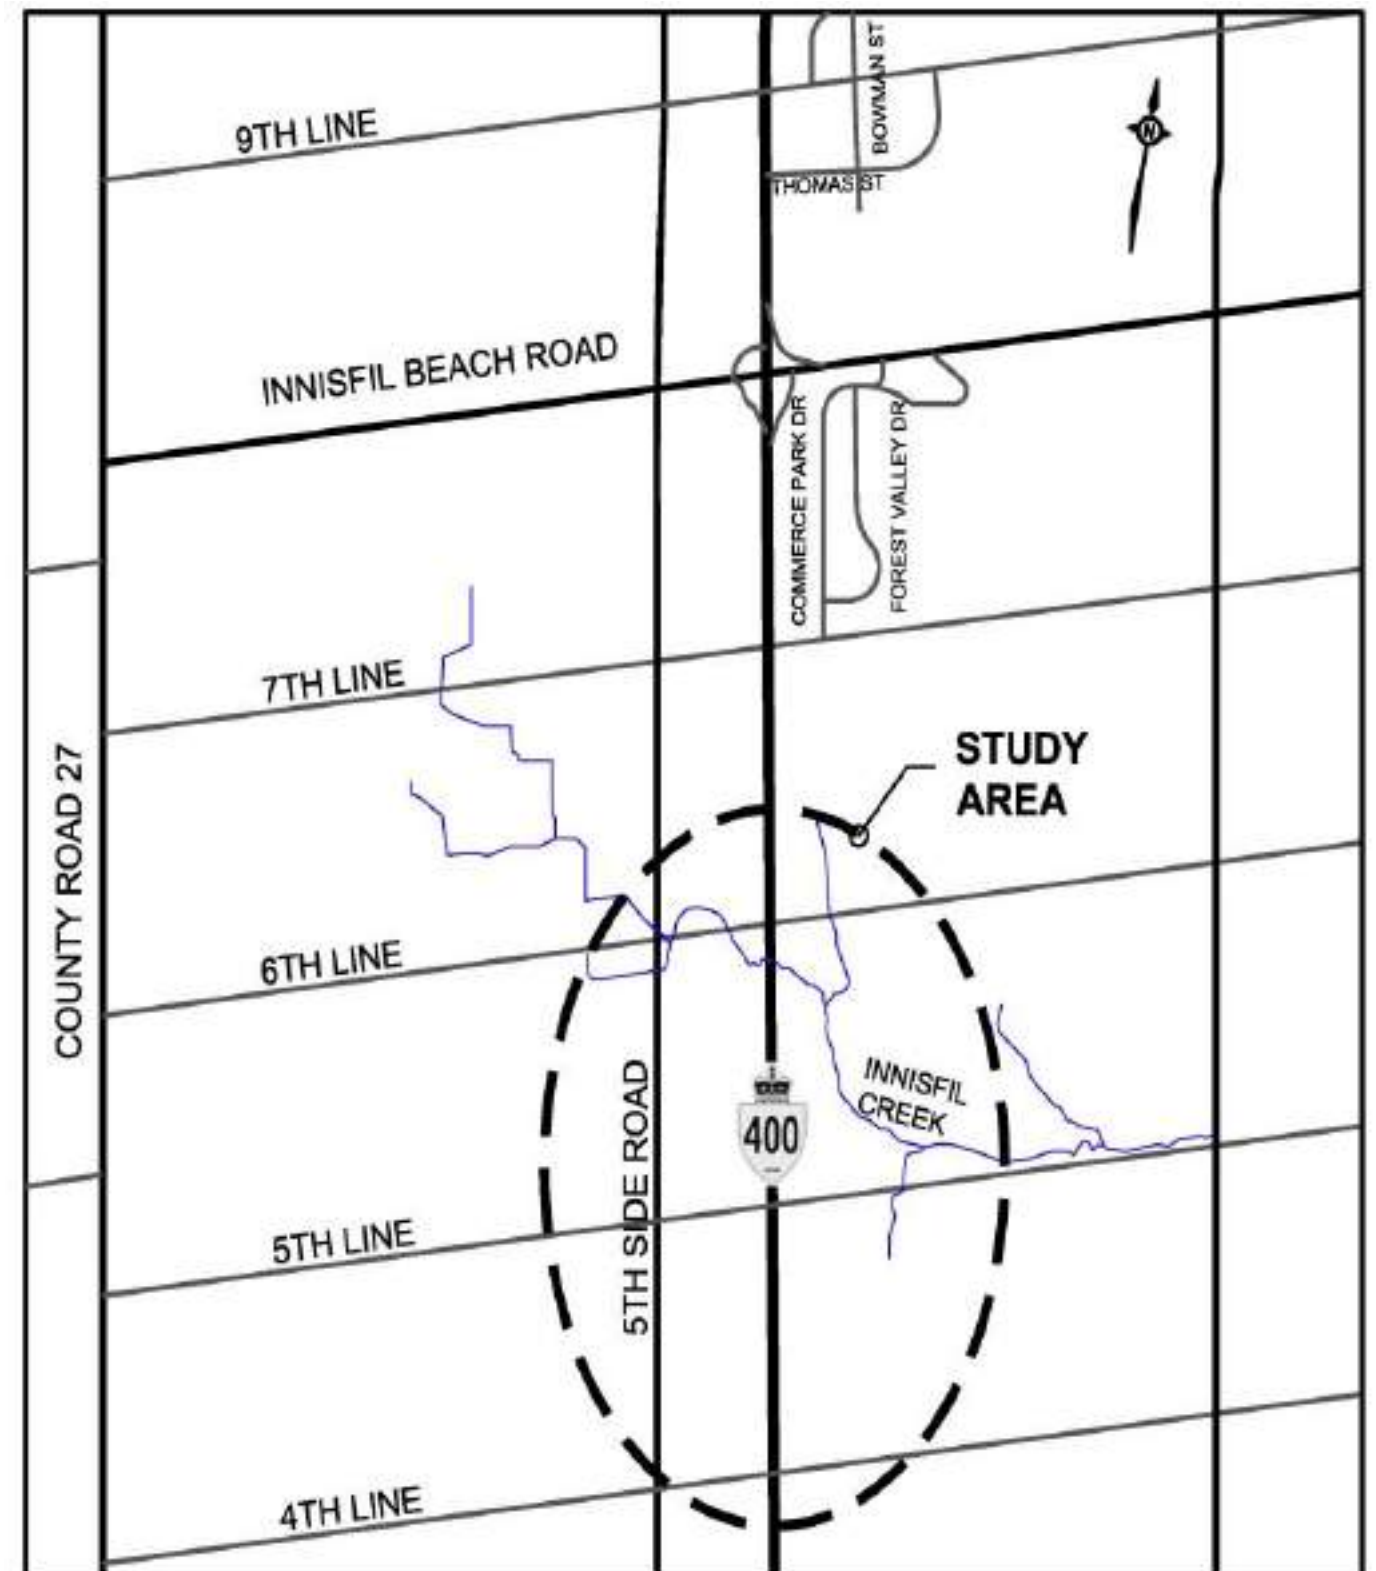 BOWMAN ST
9TH LINE
N
THOMAS ST
INNISFIL BEACH ROAD
COMMERCE PARK DR
FOREST VALLEY DR
7TH LINE
STUDY
AREA
COUNTY ROAD 27
6TH LINE
INNISFIL
CREEK
5TH SIDE ROAD
400
5TH LINE
4TH LINE